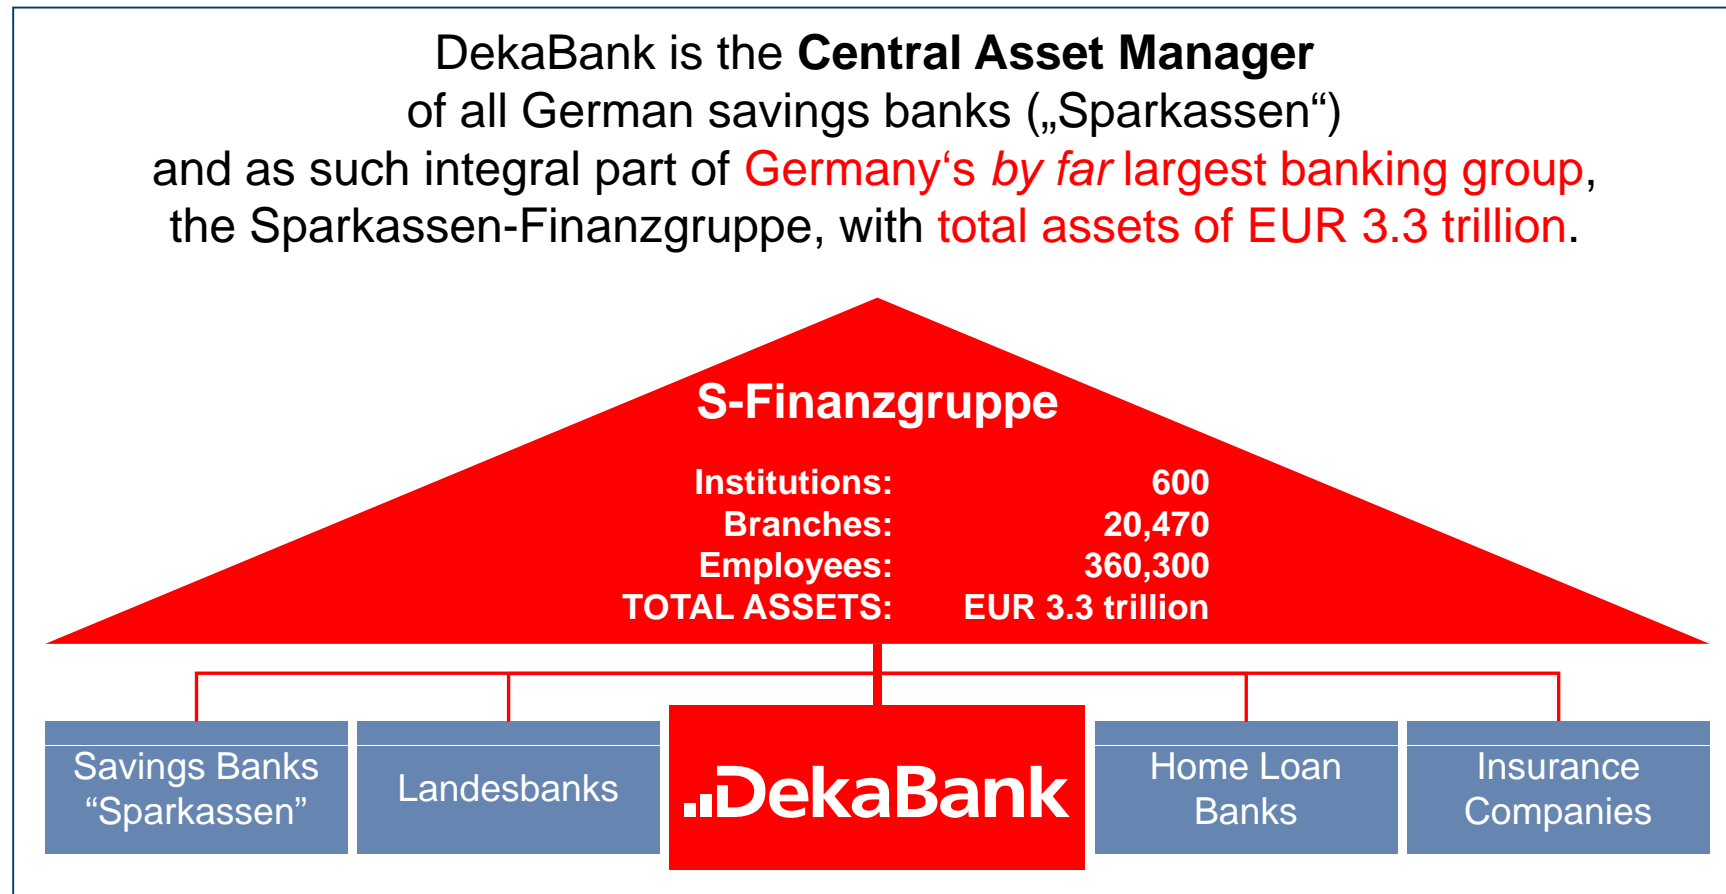 DekaBank is the Central Asset Manager
of all German savings banks („Sparkassen“)
and as such integral part of Germany‘s by far largest banking group,
the Sparkassen-Finanzgruppe, with total assets of EUR 3.3 trillion.
S-Finanzgruppe
Institutions: 600
Branches: 20,470
Employees: 360,300
TOTAL ASSETS: EUR 3.3 trillion
Savings Banks
“Sparkassen”
Landesbanks
DekaBank
Home Loan
Banks
Insurance
Companies